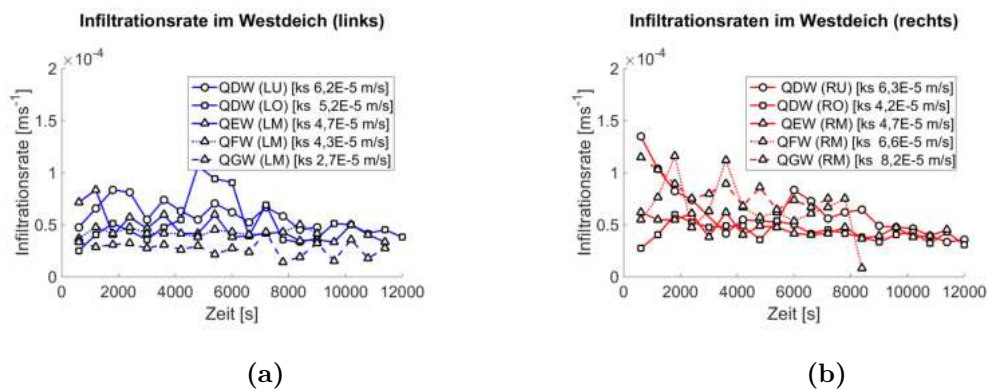 Infiltrationsrate im Westdeich (links)
×10⁻⁴
2
1.5
1
0.5
0
Infiltrationsrate [ms⁻¹]
QDW (LU) [ks 6,2E-5 m/s]
QDW (LO) [ks 5,2E-5 m/s]
QEW (LM) [ks 4,7E-5 m/s]
QFW (LM) [ks 4,3E-5 m/s]
QGW (LM) [ks 2,7E-5 m/s]
0 2000 4000 6000 8000 10000 12000
Zeit [s]
(a)
Infiltrationsraten im Westdeich (rechts)
×10⁻⁴
2
1.5
1
0.5
0
Infiltrationsrate [ms⁻¹]
QDW (RU) [ks 6,3E-5 m/s]
QDW (RO) [ks 4,2E-5 m/s]
QEW (RM) [ks 4,7E-5 m/s]
QFW (RM) [ks 6,6E-5 m/s]
QGW (RM) [ks 8,2E-5 m/s]
0 2000 4000 6000 8000 10000 12000
Zeit [s]
(b)